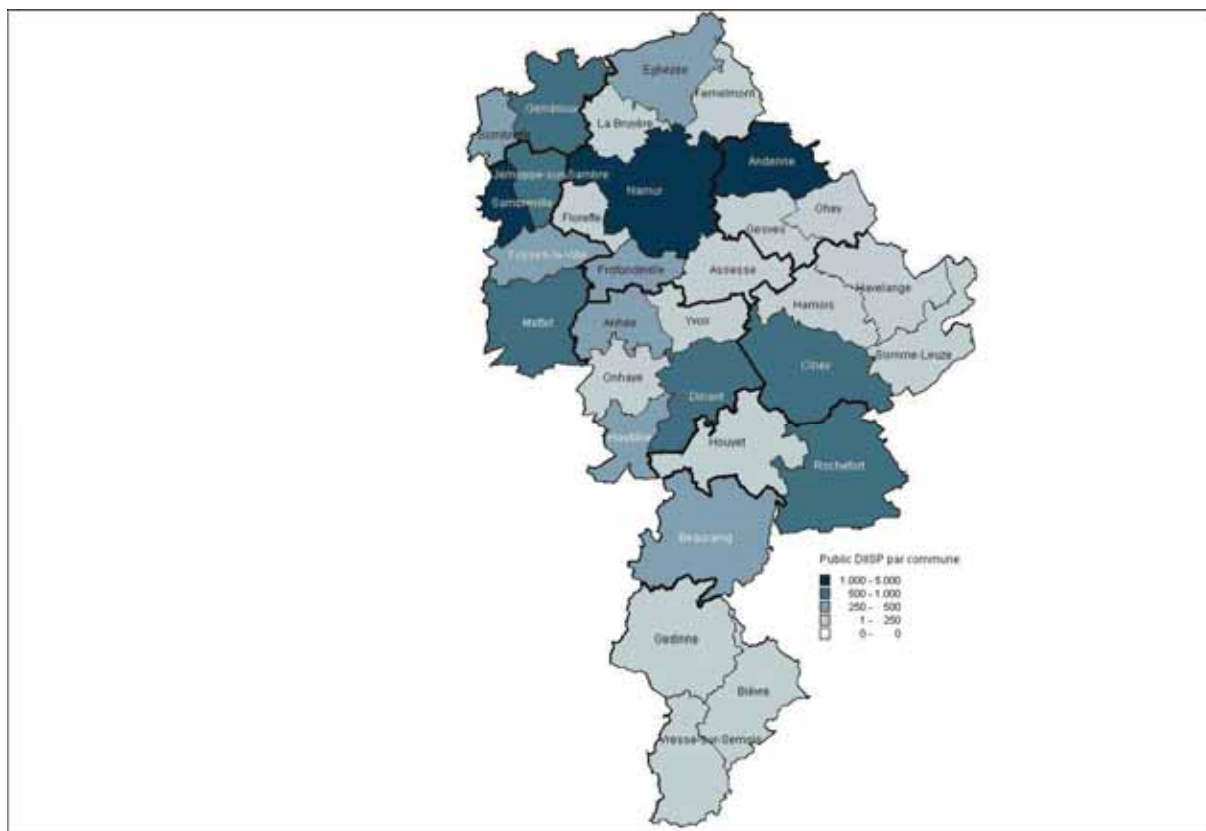 Eghezée
Gembloux
Fernelmont
La Bruyère
Sombreffe
Andenne
Jemeppe-sur-Sambre
Namur
Sambreville
Ohey
Floreffe
Gesves
Fosses-la-Ville
Profondeville
Assesse
Havelange
Hamois
Mettet
Anhée
Yvoir
Somme-Leuze
Ciney
Onhaye
Dinant
Hastière
Houyet
Rochefort
Beauraing
Public DIISP par commune
1.000 - 5.000
500 - 1.000
250 - 500
1 - 250
0 - 0
Gedinne
Bièvre
Vresse-sur-Semois